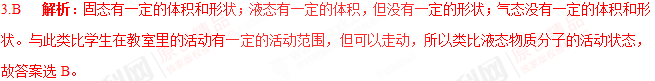 3.B 解析：固态有一定的体积和形状；液态有一定的体积，但没有一定的形状；气态没有一定的体积和形
状。与此类比学生在教室里的活动有一定的活动范围，但可以走动，所以类比液态物质分子的活动状态，
故答案选 B。